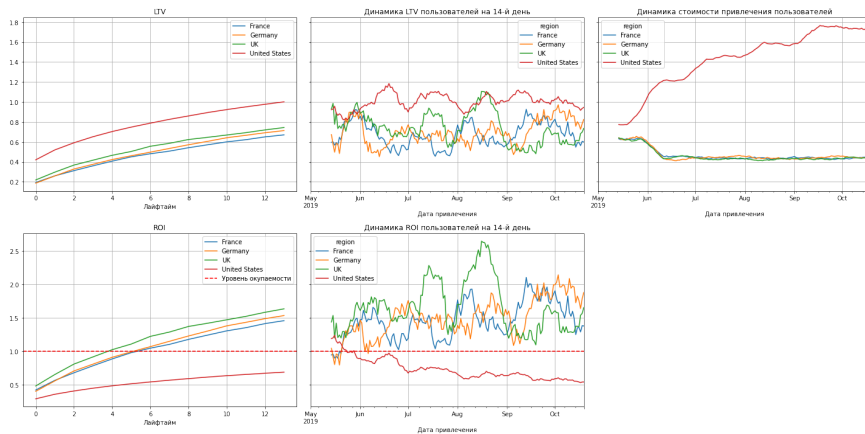 LTV
France
Germany
UK
United States
1.8
1.6
1.4
1.2
1.0
0.8
0.6
0.4
0.2
0 2 4 6 8 10 12
Лайфтайм
Динамика LTV пользователей на 14-й день
region
France
Germany
UK
United States
May
2019
Jun Jul Aug Sep Oct
Дата привлечения
Динамика стоимости привлечения пользователей
region
France
Germany
UK
United States
May
2019
Jun Jul Aug Sep Oct
Дата привлечения
ROI
France
Germany
UK
United States
Уровень окупаемости
2.5
2.0
1.5
1.0
0.5
0 2 4 6 8 10 12
Лайфтайм
Динамика ROI пользователей на 14-й день
region
France
Germany
UK
United States
May
2019
Jun Jul Aug Sep Oct
Дата привлечения